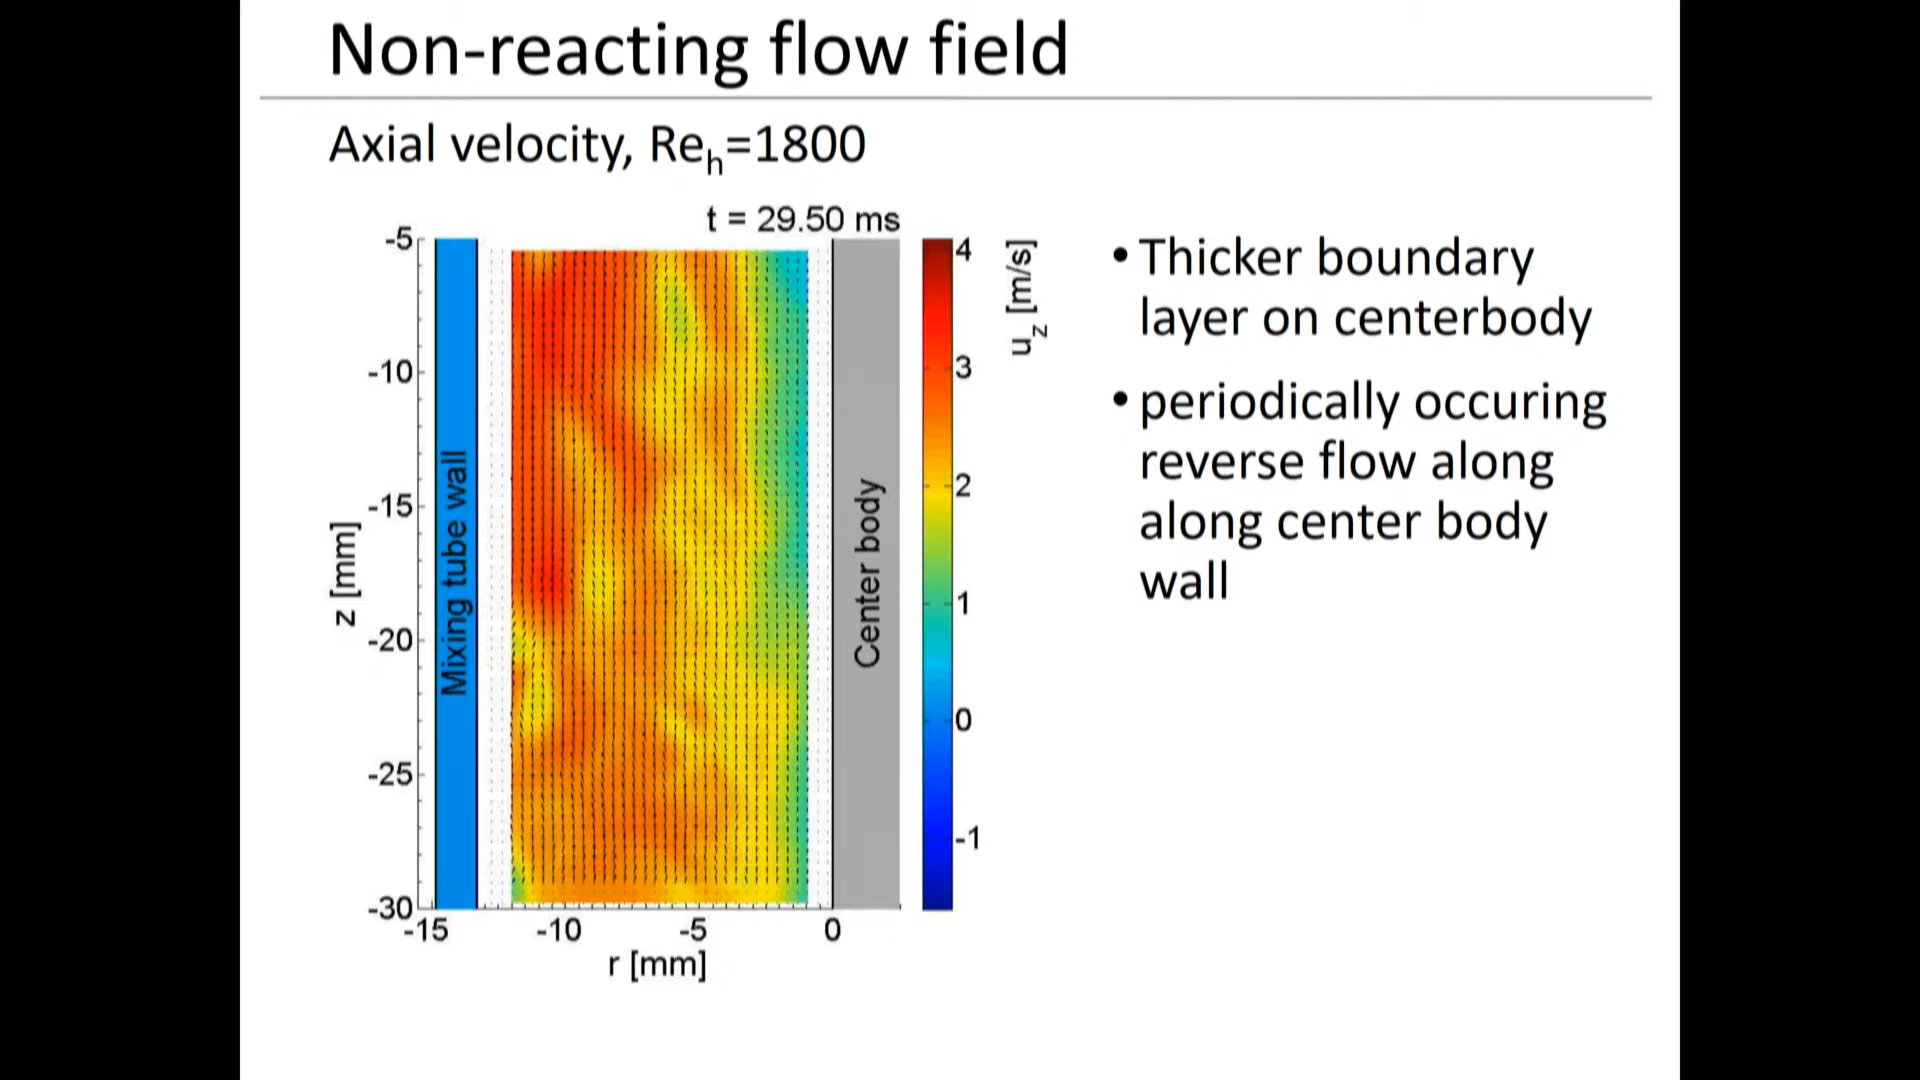 Non-reacting flow field
Axial velocity, Reh=1800
t = 29.50 ms
-5
-10
-15
-20
-25
-30
z [mm]
Mixing tube wall
Center body
-15
-10
-5
0
r [mm]
4
3
2
1
0
-1
uz [m/s]
• Thicker boundary
layer on centerbody
• periodically occuring
reverse flow along
along center body
wall